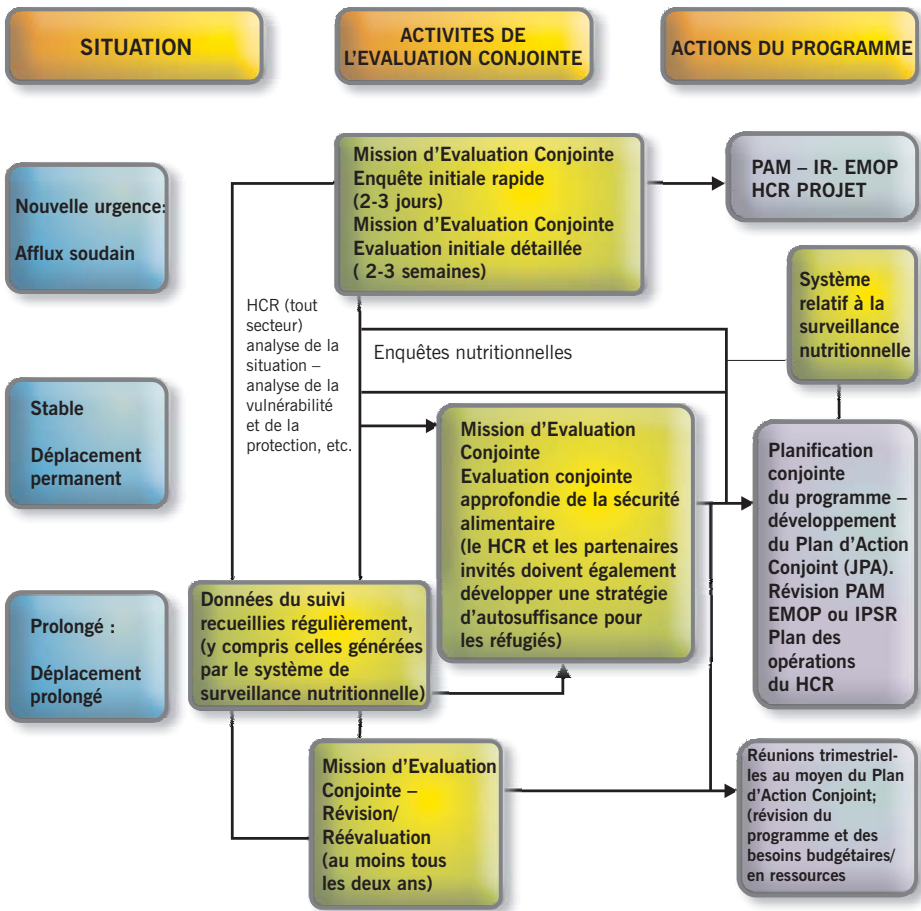 SITUATION
ACTIVITES DE
L'EVALUATION CONJOINTE
ACTIONS DU PROGRAMME
Nouvelle urgence:
Afflux soudain
Mission d'Evaluation Conjointe
Enquête initiale rapide
(2-3 jours)
Mission d'Evaluation Conjointe
Evaluation initiale détaillée
( 2-3 semaines)
PAM – IR- EMOP
HCR PROJET
Système
relatif à la
surveillance
nutritionnelle
HCR (tout
secteur)
analyse de la
situation –
analyse de la
vulnérabilité
et de la
protection, etc.
Enquêtes nutritionnelles
Stable
Déplacement
permanent
Mission d'Evaluation
Conjointe
Evaluation conjointe
approfondie de la sécurité
alimentaire
(le HCR et les partenaires
invités doivent également
développer une stratégie
d'autosuffisance pour
les réfugiés)
Planification
conjointe
du programme –
développement
du Plan d'Action
Conjoint (JPA).
Révision PAM
EMOP ou IPSR
Plan des
opérations
du HCR
Prolongé :
Déplacement
prolongé
Données du suivi
recueillies régulièrement,
(y compris celles générées
par le système de
surveillance nutritionnelle)
Mission d'Evaluation
Conjointe –
Révision/
Réévaluation
(au moins tous
les deux ans)
Réunions trimestriel-
les au moyen du Plan
d'Action Conjoint;
(révision du
programme et des
besoins budgétaires/
en ressources